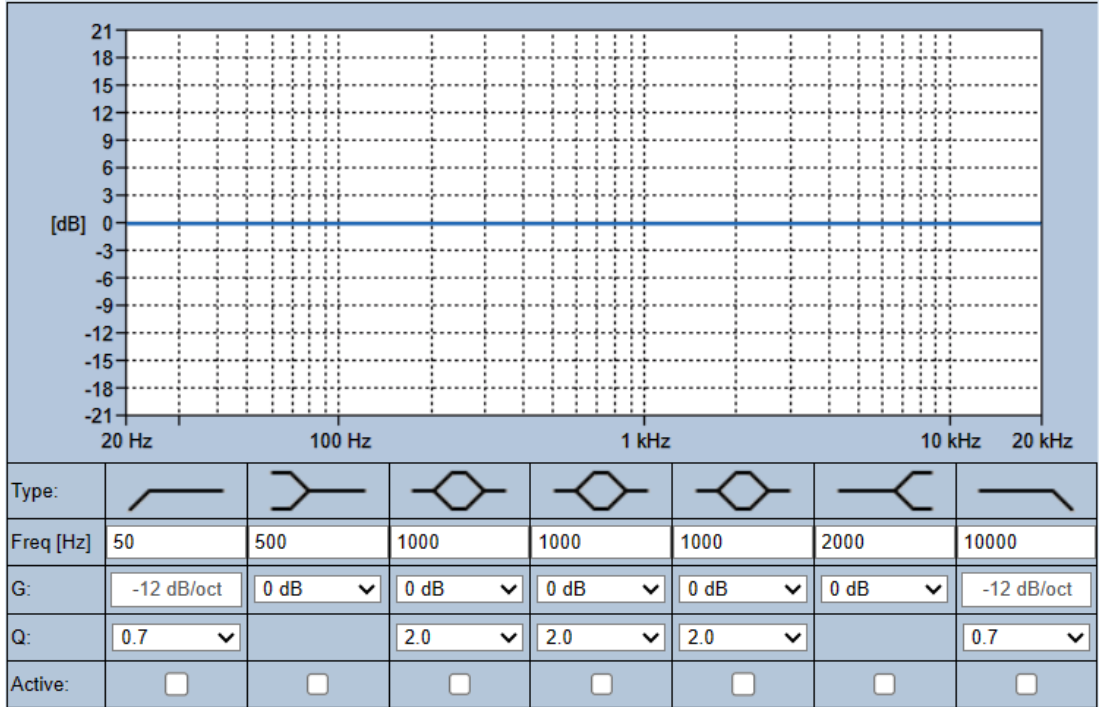 21
18
15
12
9
6
3
[dB] 0
-3
-6
-9
-12
-15
-18
-21
20 Hz 100 Hz 1 kHz 10 kHz 20 kHz
Type:
Freq [Hz] 50 500 1000 1000 1000 2000 10000
G: -12 dB/oct 0 dB 0 dB 0 dB 0 dB 0 dB -12 dB/oct
Q: 0.7 2.0 2.0 2.0 0.7
Active: